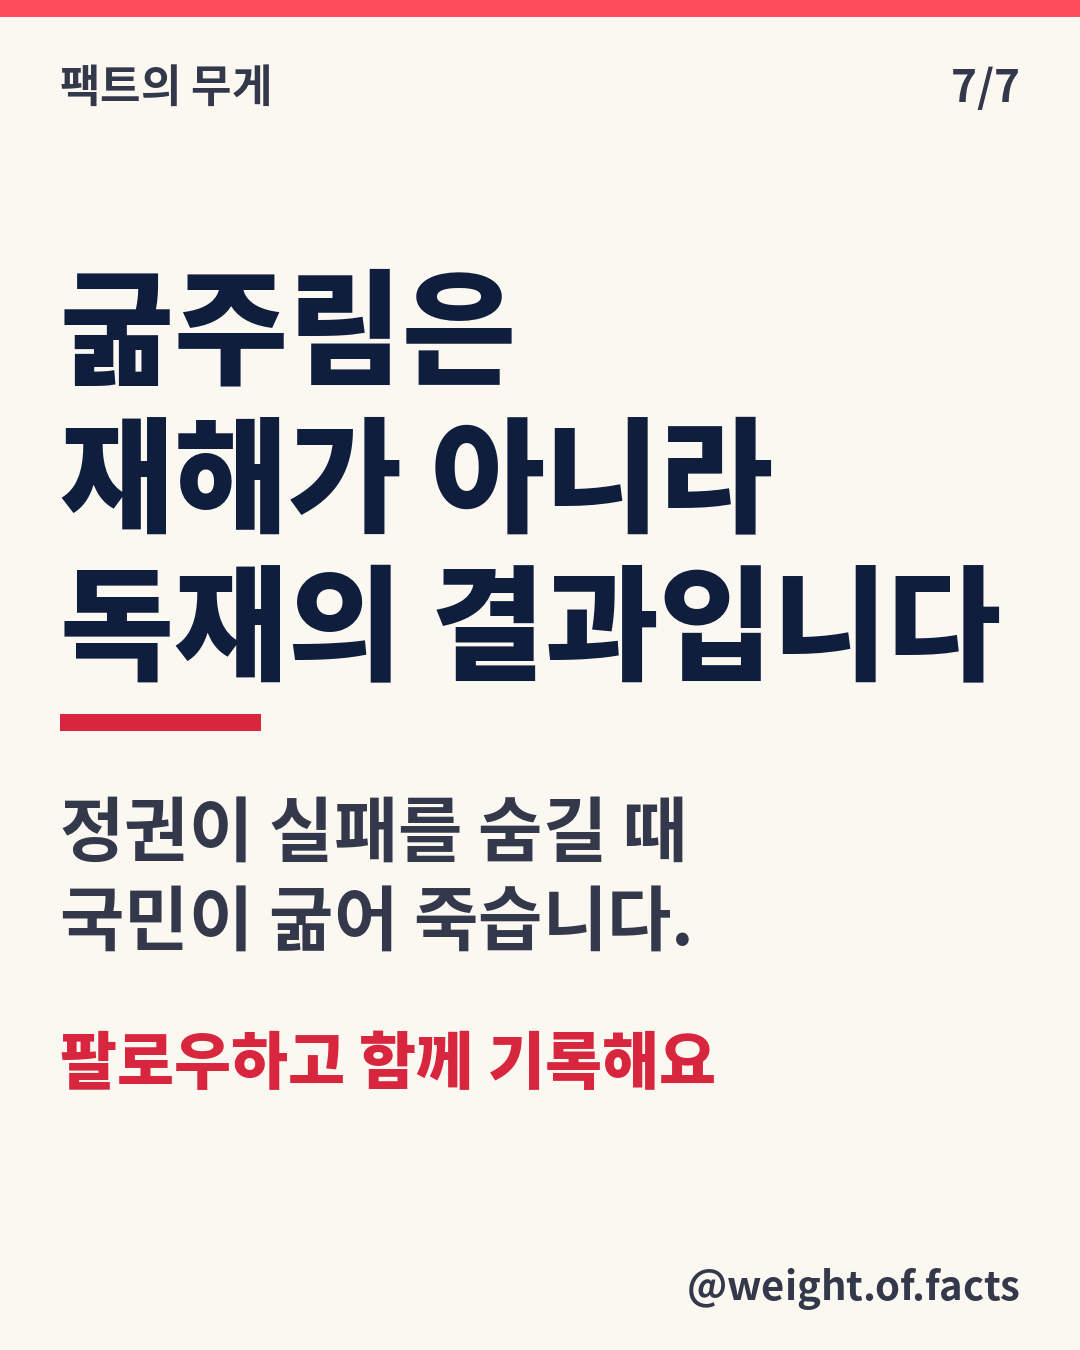 팩트의 무게
7/7
굶주림은
재해가 아니라
독재의 결과입니다
정권이 실패를 숨길 때
국민이 굶어 죽습니다.
팔로우하고 함께 기록해요
@weight.of.facts